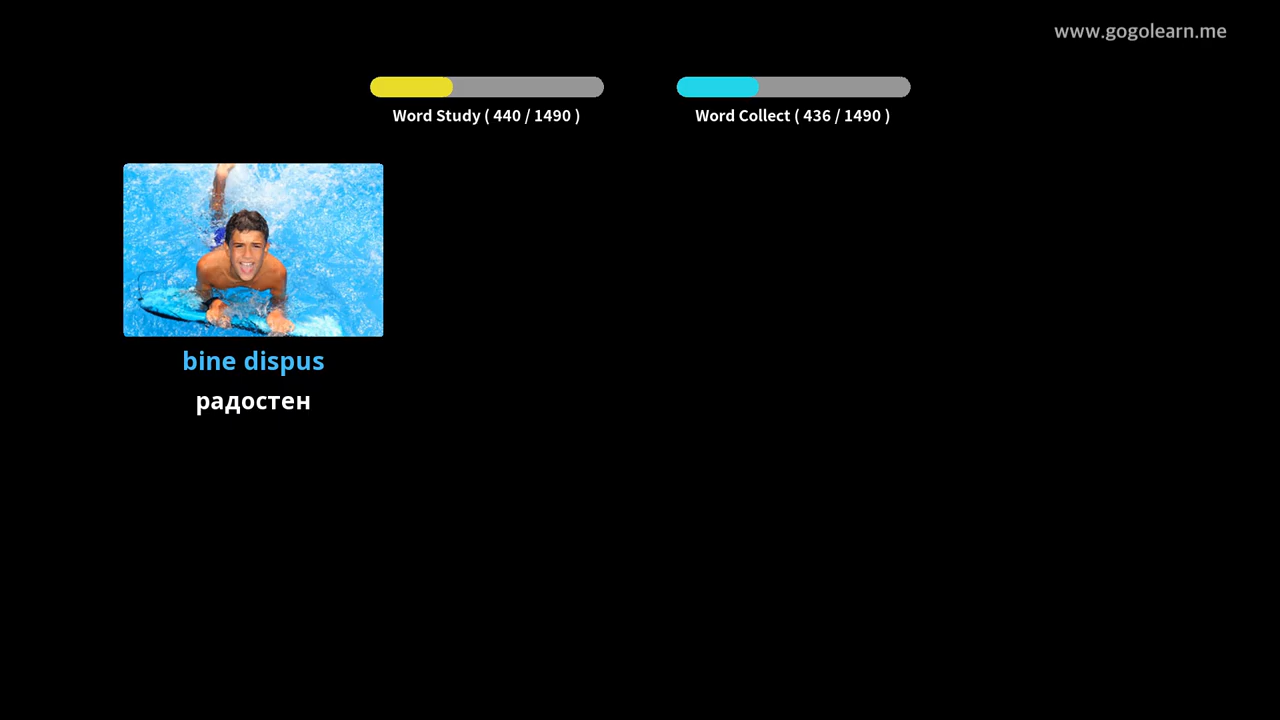 www.gogolearn.me
Word Study ( 440 / 1490 )
Word Collect ( 436 / 1490 )
bine dispus
радостен